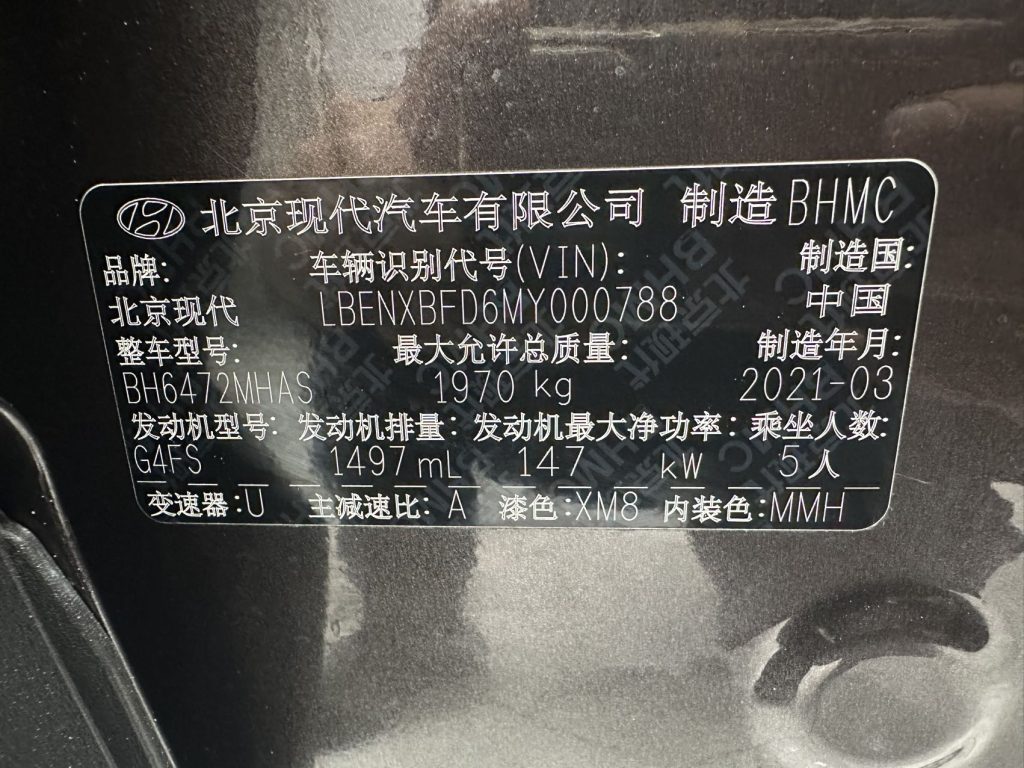 北京现代汽车有限公司 制造 BHMC
品牌: 车辆识别代号(VIN): 制造国:
北京现代 LBENXBFD6MY000788 中国
整车型号: 最大允许总质量: 制造年月:
BH6472MHAS 1970 kg 2021-03
发动机型号: 发动机排量: 发动机最大净功率: 乘坐人数:
G4FS 1497 mL 147 kW 5 人
变速器:U 主减速比: A 漆色:XM8 内装色:MMH